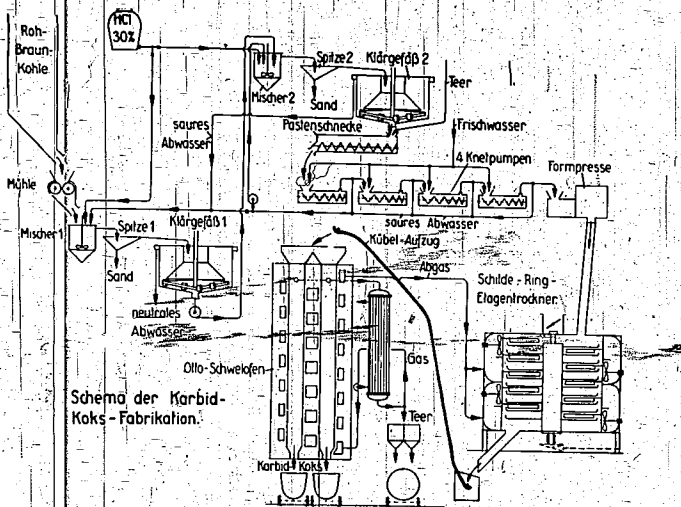 HCl
30%
Roh-
Braun-
Kohle
Mischer 2
Spitze 2
Sand
Klärgefäß 2
Teer
saures
Abwasser
Pastenschnecke
Frischwasser
4 Knetpumpen
Formpresse
Mühle
Mischer 1
Spitze 1
Sand
Klärgefäß 1
saures Abwasser
neutrales
Abwasser
Kübel-Aufzug
Abgas
Schilde-Ring-
Etagentrockner
Otto-Schwelofen
Gas
Teer
Schema der Karbid-
Koks-Fabrikation.
Karbid-Koks